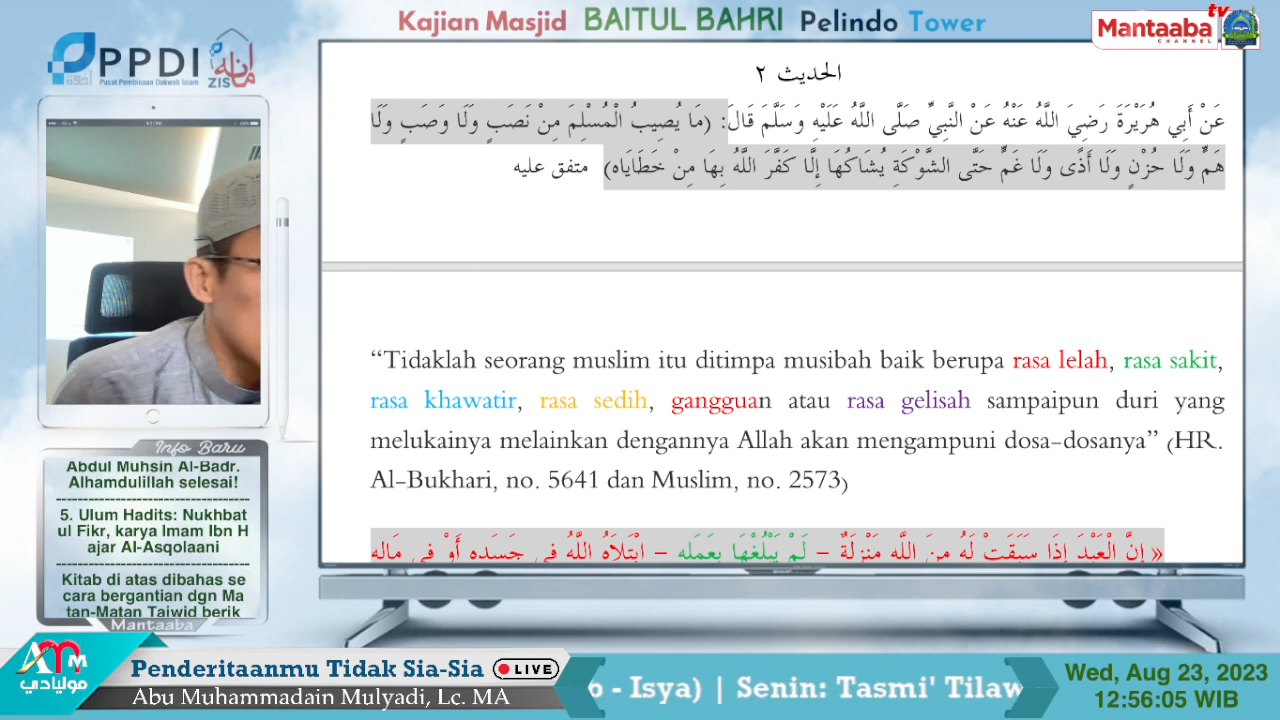 Kajian Masjid BAITUL BAHRI Pelindo Tower
Mantaaba tv
CHANNEL
PPDI
Pusat Pembinaan Dakwah Islam
ZIS
الحديث ٢
عَنْ أَبِي هُرَيْرَةَ رَضِيَ اللَّهُ عَنْهُ عَنْ النَّبِيِّ صَلَّى اللَّهُ عَلَيْهِ وَسَلَّمَ قَالَ: (مَا يُصِيبُ الْمُسْلِمَ مِنْ نَصَبٍ وَلَا وَصَبٍ وَلَا
هَمٍّ وَلَا حُزْنٍ وَلَا أَذًى وَلَا غَمٍّ حَتَّى الشَّوْكَةِ يُشَاكُهَا إِلَّا كَفَّرَ اللَّهُ بِهَا مِنْ خَطَايَاه) متفق عليه
“Tidaklah seorang muslim itu ditimpa musibah baik berupa rasa lelah, rasa sakit,
rasa khawatir, rasa sedih, gangguan atau rasa gelisah sampaipun duri yang
melukainya melainkan dengannya Allah akan mengampuni dosa-dosanya” (HR.
Al-Bukhari, no. 5641 dan Muslim, no. 2573)
« إِنَّ الْعَبْدَ إِذَا سَبَقَتْ لَهُ مِنَ اللَّهِ مَنْزِلَةٌ – لَمْ يَبْلُغْهَا بِعَمَلِهِ – ابْتَلاَهُ اللَّهُ فِى جَسَدِهِ أَوْ فِى مَالِهِ
Info Baru
Abdul Muhsin Al-Badr.
Alhamdulillah selesai!
-----------------------------------
5. Ulum Hadits: Nukhbat
ul Fikr, karya Imam Ibn H
ajar Al-Asqolaani
-----------------------------------
Kitab di atas dibahas se
cara bergantian dgn Ma
tan-Matan Tajwid berik
Mantaaba
موليادي
Penderitaanmu Tidak Sia-Sia LIVE
Abu Muhammadain Mulyadi, Lc. MA
o - Isya) | Senin: Tasmi' Tilaw
Wed, Aug 23, 2023
12:56:05 WIB